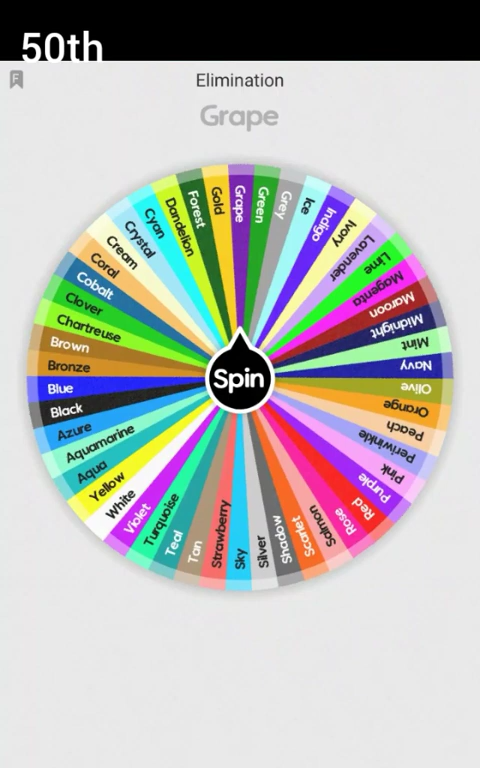 50th
F
Elimination
Grape
Grape
Green
Grey
Ice
Indigo
Ivory
Lavender
Lime
Magenta
Maroon
Midnight
Mint
Navy
Olive
Orange
Peach
Periwinkle
Pink
Purple
Red
Rose
Salmon
Scarlet
Shadow
Silver
Sky
Strawberry
Tan
Teal
Turquoise
Violet
White
Yellow
Aqua
Aquamarine
Azure
Black
Blue
Bronze
Brown
Chartreuse
Clover
Cobalt
Coral
Cream
Crystal
Cyan
Dandelion
Forest
Gold
Spin